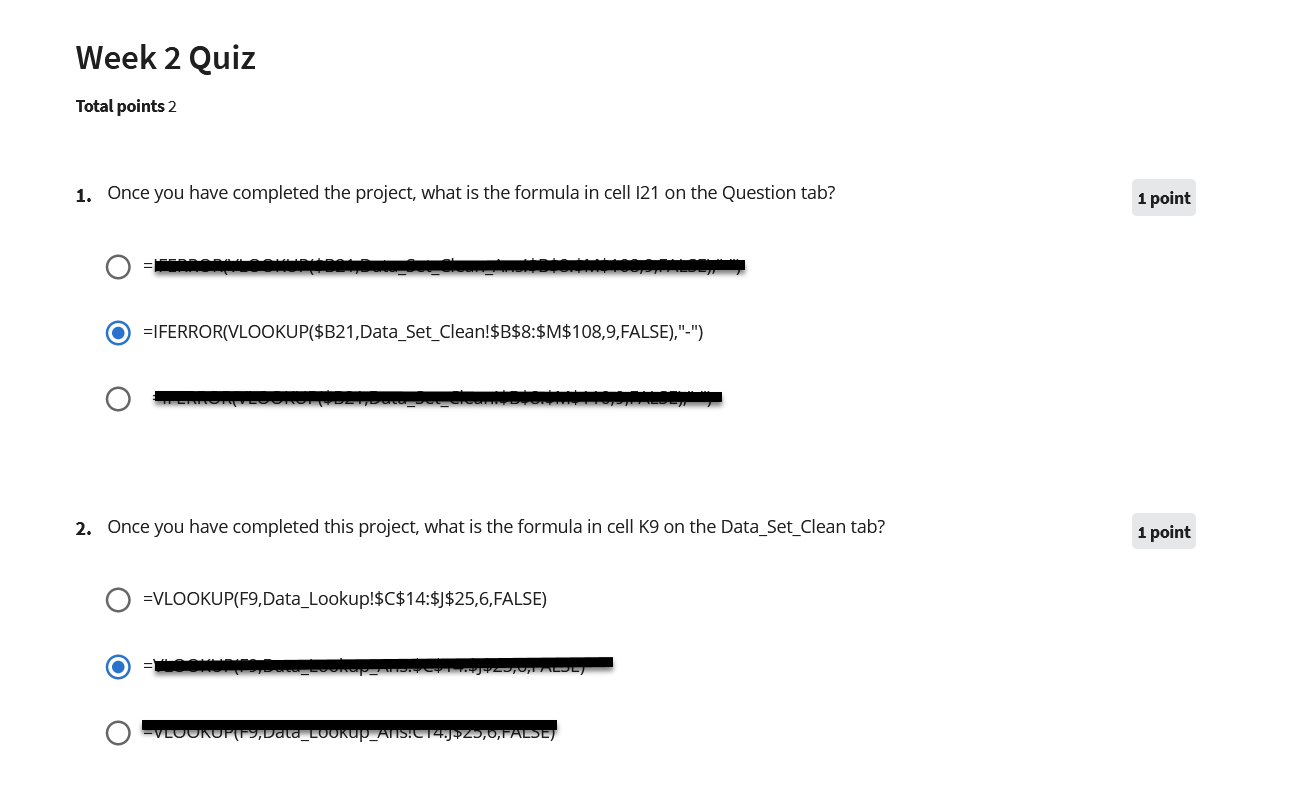 Week 2 Quiz
Total points 2
1. Once you have completed the project, what is the formula in cell I21 on the Question tab? 1 point
=
=IFERROR(VLOOKUP($B21,Data_Set_Clean!$B$8:$M$108,9,FALSE),"-")
2. Once you have completed this project, what is the formula in cell K9 on the Data_Set_Clean tab? 1 point
=VLOOKUP(F9,Data_Lookup!$C$14:$J$25,6,FALSE)
=
=VLOOKUP(F9,Data_Lookup_Ans!C14:J$25,6,FALSE)